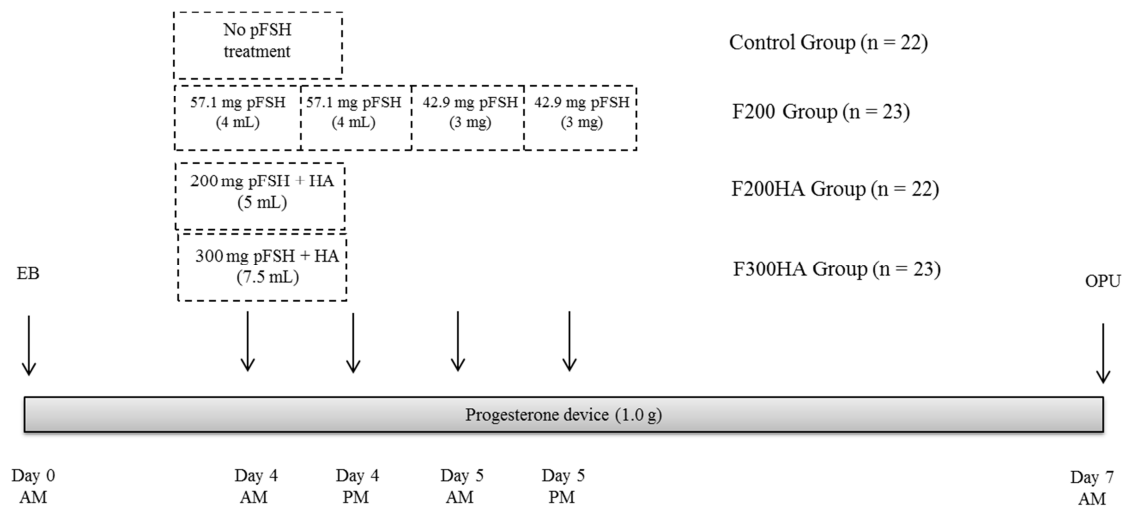 No pFSH
treatment
Control Group (n = 22)
57.1 mg pFSH
(4 mL)
57.1 mg pFSH
(4 mL)
42.9 mg pFSH
(3 mg)
42.9 mg pFSH
(3 mg)
F200 Group (n = 23)
200 mg pFSH + HA
(5 mL)
F200HA Group (n = 22)
300 mg pFSH + HA
(7.5 mL)
F300HA Group (n = 23)
EB
OPU
Progesterone device (1.0 g)
Day 0
AM
Day 4
AM
Day 4
PM
Day 5
AM
Day 5
PM
Day 7
AM